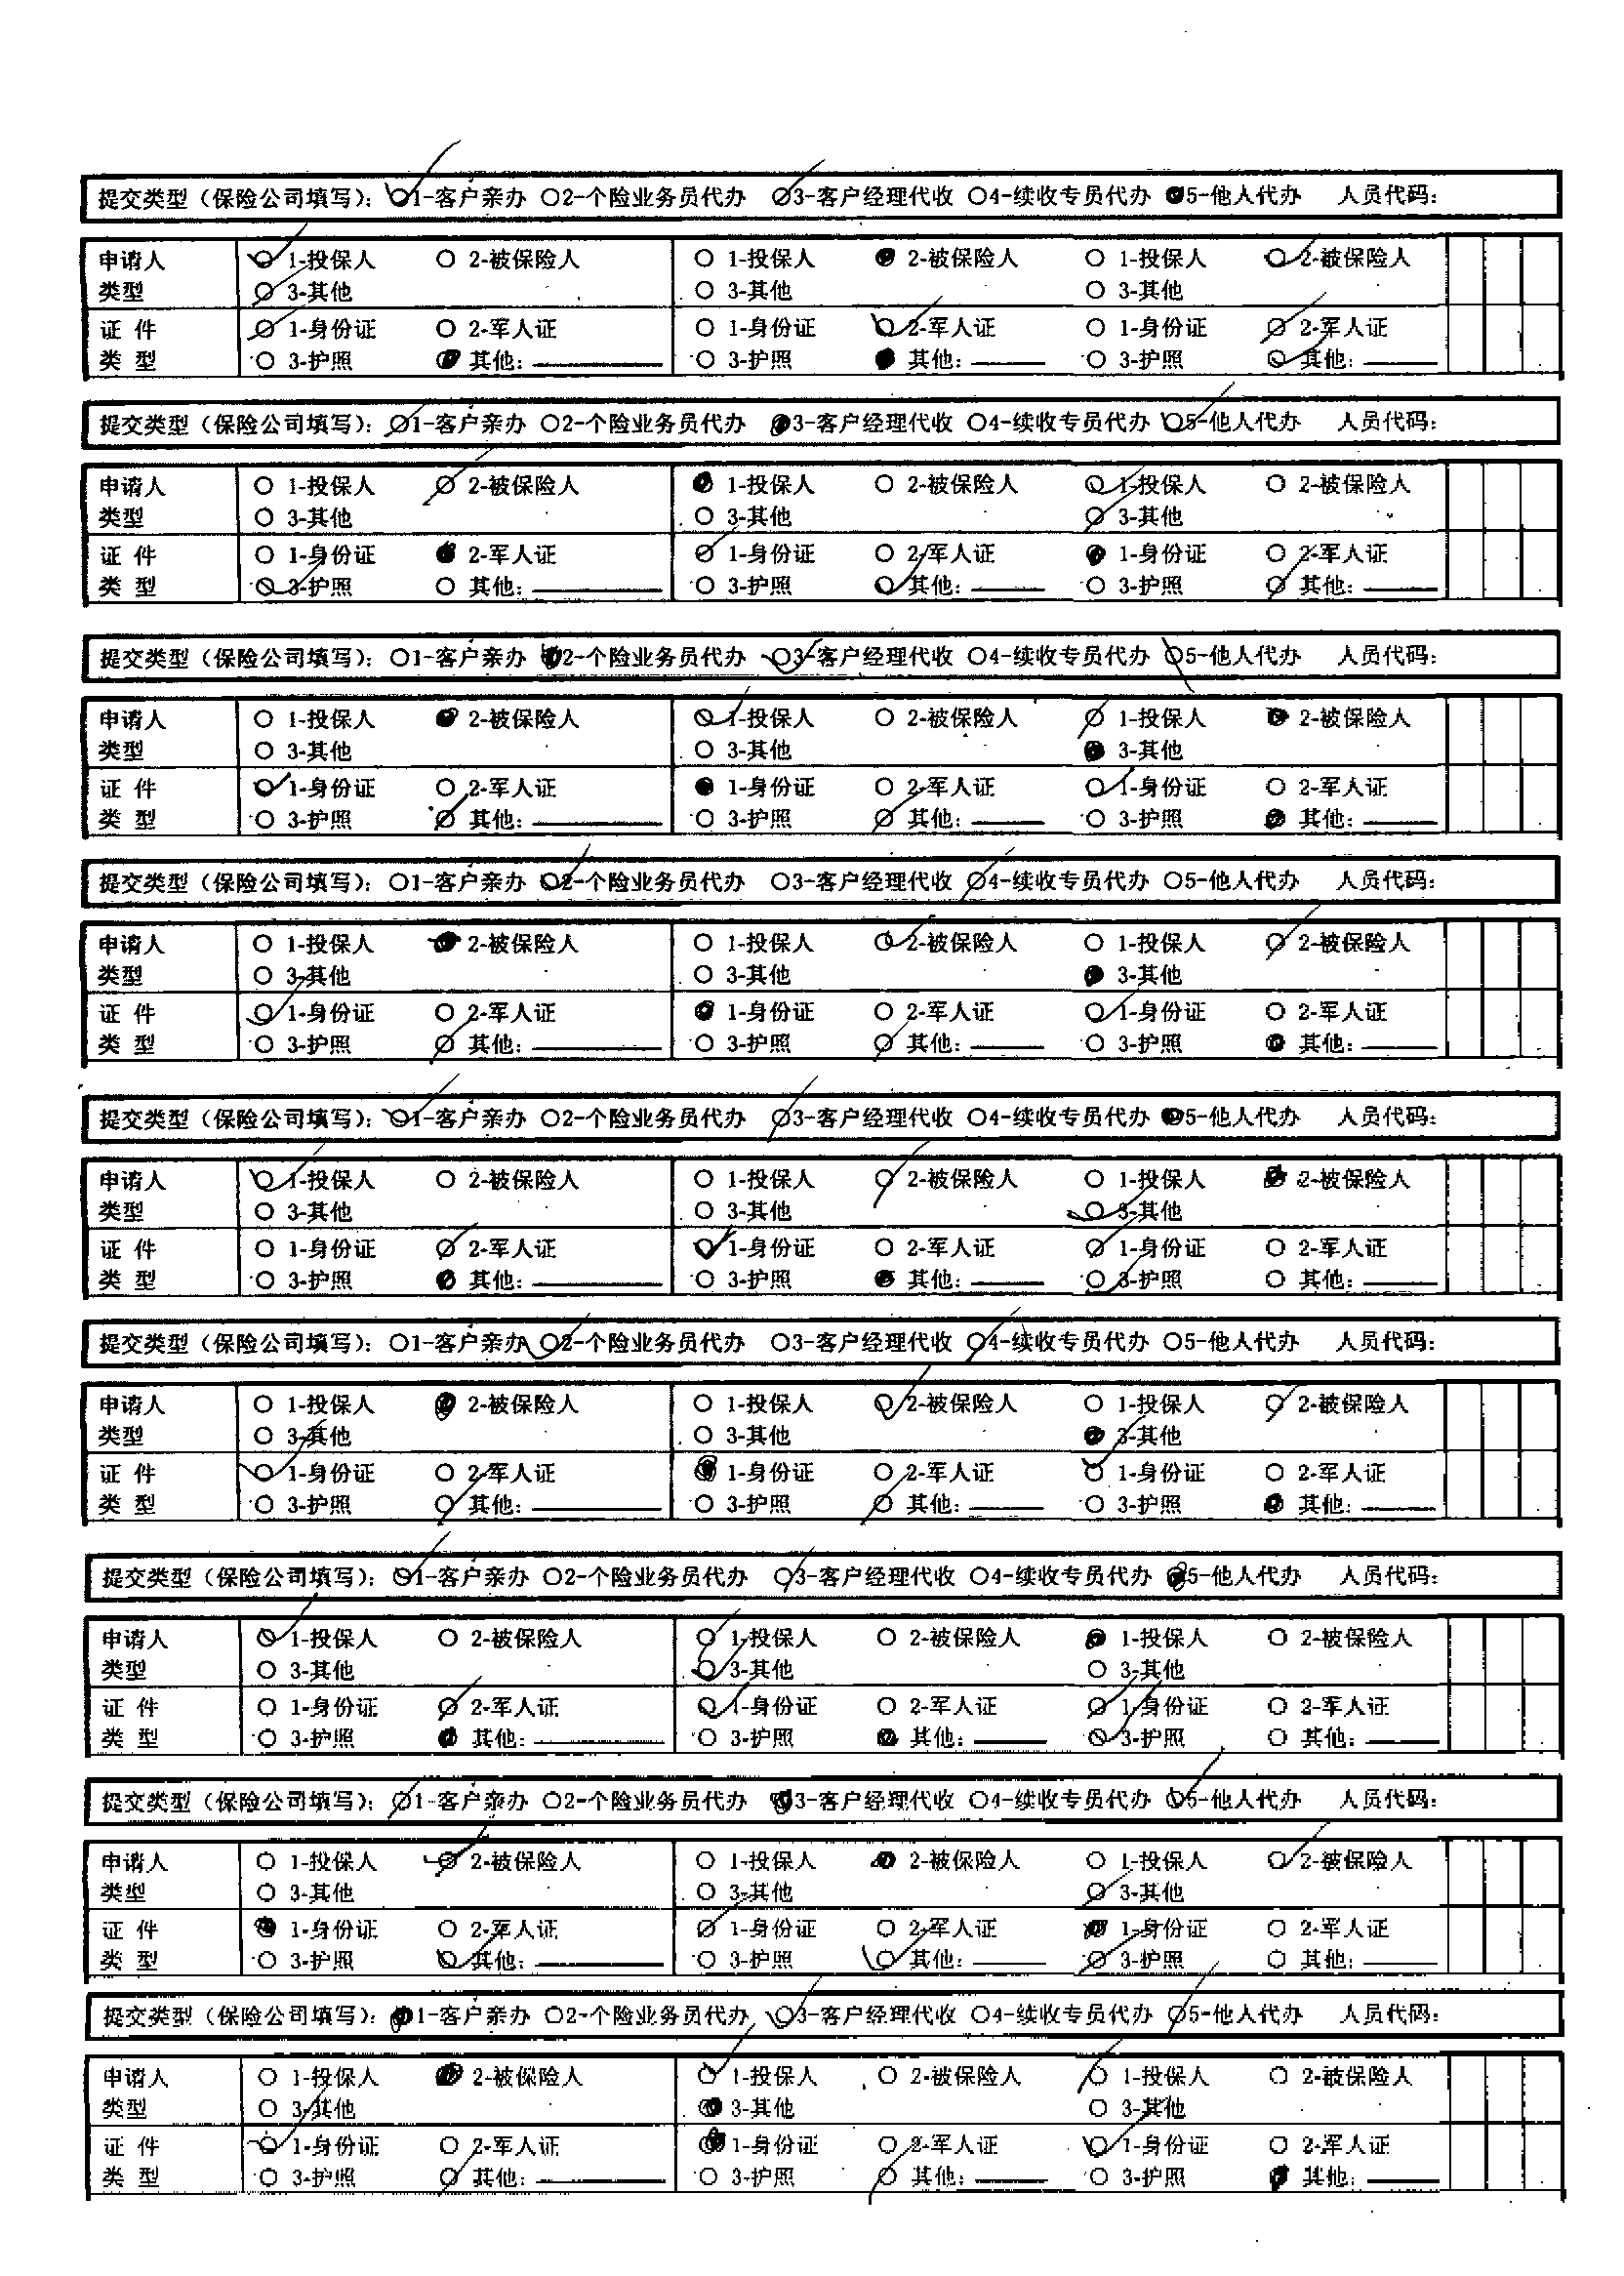 提交类型（保险公司填写）：○1-客户亲办 ○2-个险业务员代办 ○3-客户经理代收 ○4-续收专员代办 ●5-他人代办 人员代码：
申请人 ○ 1-投保人 ○ 2-被保险人 ○ 1-投保人 ● 2-被保险人 ○ 1-投保人 ○ 2-被保险人
类型 ○ 3-其他 ○ 3-其他 ○ 3-其他
证 件 ○ 1-身份证 ○ 2-军人证 ○ 1-身份证 ○ 2-军人证 ○ 1-身份证 ○ 2-军人证
类 型 ○ 3-护照 ● 其他： ○ 3-护照 ● 其他： ○ 3-护照 ○ 其他：
提交类型（保险公司填写）：○1-客户亲办 ○2-个险业务员代办 ●3-客户经理代收 ○4-续收专员代办 ○5-他人代办 人员代码：
申请人 ○ 1-投保人 ○ 2-被保险人 ● 1-投保人 ○ 2-被保险人 ○ 1-投保人 ○ 2-被保险人
类型 ○ 3-其他 ○ 3-其他 ○ 3-其他
证 件 ○ 1-身份证 ● 2-军人证 ○ 1-身份证 ○ 2-军人证 ● 1-身份证 ○ 2-军人证
类 型 ○ 3-护照 ○ 其他： ○ 3-护照 ○ 其他： ○ 3-护照 ○ 其他：
提交类型（保险公司填写）：○1-客户亲办 ●2-个险业务员代办 ○3-客户经理代收 ○4-续收专员代办 ○5-他人代办 人员代码：
申请人 ○ 1-投保人 ● 2-被保险人 ○ 1-投保人 ○ 2-被保险人 ○ 1-投保人 ● 2-被保险人
类型 ○ 3-其他 ○ 3-其他 ● 3-其他
证 件 ○ 1-身份证 ○ 2-军人证 ● 1-身份证 ○ 2-军人证 ○ 1-身份证 ○ 2-军人证
类 型 ○ 3-护照 ○ 其他： ○ 3-护照 ○ 其他： ○ 3-护照 ● 其他：
提交类型（保险公司填写）：○1-客户亲办 ○2-个险业务员代办 ○3-客户经理代收 ○4-续收专员代办 ○5-他人代办 人员代码：
申请人 ○ 1-投保人 ● 2-被保险人 ○ 1-投保人 ○ 2-被保险人 ○ 1-投保人 ○ 2-被保险人
类型 ○ 3-其他 ○ 3-其他 ● 3-其他
证 件 ○ 1-身份证 ○ 2-军人证 ● 1-身份证 ○ 2-军人证 ○ 1-身份证 ○ 2-军人证
类 型 ○ 3-护照 ○ 其他： ○ 3-护照 ○ 其他： ○ 3-护照 ● 其他：
提交类型（保险公司填写）：○1-客户亲办 ○2-个险业务员代办 ○3-客户经理代收 ○4-续收专员代办 ●5-他人代办 人员代码：
申请人 ○ 1-投保人 ○ 2-被保险人 ○ 1-投保人 ○ 2-被保险人 ○ 1-投保人 ● 2-被保险人
类型 ○ 3-其他 ○ 3-其他 ○ 3-其他
证 件 ○ 1-身份证 ○ 2-军人证 ○ 1-身份证 ○ 2-军人证 ○ 1-身份证 ○ 2-军人证
类 型 ○ 3-护照 ● 其他： ○ 3-护照 ● 其他： ○ 3-护照 ○ 其他：
提交类型（保险公司填写）：○1-客户亲办 ○2-个险业务员代办 ○3-客户经理代收 ○4-续收专员代办 ○5-他人代办 人员代码：
申请人 ○ 1-投保人 ● 2-被保险人 ○ 1-投保人 ○ 2-被保险人 ○ 1-投保人 ○ 2-被保险人
类型 ○ 3-其他 ○ 3-其他 ● 3-其他
证 件 ○ 1-身份证 ○ 2-军人证 ● 1-身份证 ○ 2-军人证 ○ 1-身份证 ○ 2-军人证
类 型 ○ 3-护照 ○ 其他： ○ 3-护照 ○ 其他： ○ 3-护照 ● 其他：
提交类型（保险公司填写）：○1-客户亲办 ○2-个险业务员代办 ○3-客户经理代收 ○4-续收专员代办 ●5-他人代办 人员代码：
申请人 ○ 1-投保人 ○ 2-被保险人 ○ 1-投保人 ○ 2-被保险人 ● 1-投保人 ○ 2-被保险人
类型 ○ 3-其他 ○ 3-其他 ○ 3-其他
证 件 ○ 1-身份证 ○ 2-军人证 ○ 1-身份证 ○ 2-军人证 ○ 1-身份证 ○ 2-军人证
类 型 ○ 3-护照 ● 其他： ○ 3-护照 ● 其他： ○ 3-护照 ○ 其他：
提交类型（保险公司填写）：○1-客户亲办 ○2-个险业务员代办 ●3-客户经理代收 ○4-续收专员代办 ○5-他人代办 人员代码：
申请人 ○ 1-投保人 ○ 2-被保险人 ○ 1-投保人 ● 2-被保险人 ○ 1-投保人 ○ 2-被保险人
类型 ○ 3-其他 ○ 3-其他 ○ 3-其他
证 件 ● 1-身份证 ○ 2-军人证 ○ 1-身份证 ○ 2-军人证 ● 1-身份证 ○ 2-军人证
类 型 ○ 3-护照 ○ 其他： ○ 3-护照 ○ 其他： ○ 3-护照 ○ 其他：
提交类型（保险公司填写）：●1-客户亲办 ○2-个险业务员代办 ○3-客户经理代收 ○4-续收专员代办 ○5-他人代办 人员代码：
申请人 ○ 1-投保人 ● 2-被保险人 ○ 1-投保人 ○ 2-被保险人 ○ 1-投保人 ○ 2-被保险人
类型 ○ 3-其他 ● 3-其他 ○ 3-其他
证 件 ○ 1-身份证 ○ 2-军人证 ● 1-身份证 ○ 2-军人证 ○ 1-身份证 ○ 2-军人证
类 型 ○ 3-护照 ○ 其他： ○ 3-护照 ○ 其他： ○ 3-护照 ● 其他：